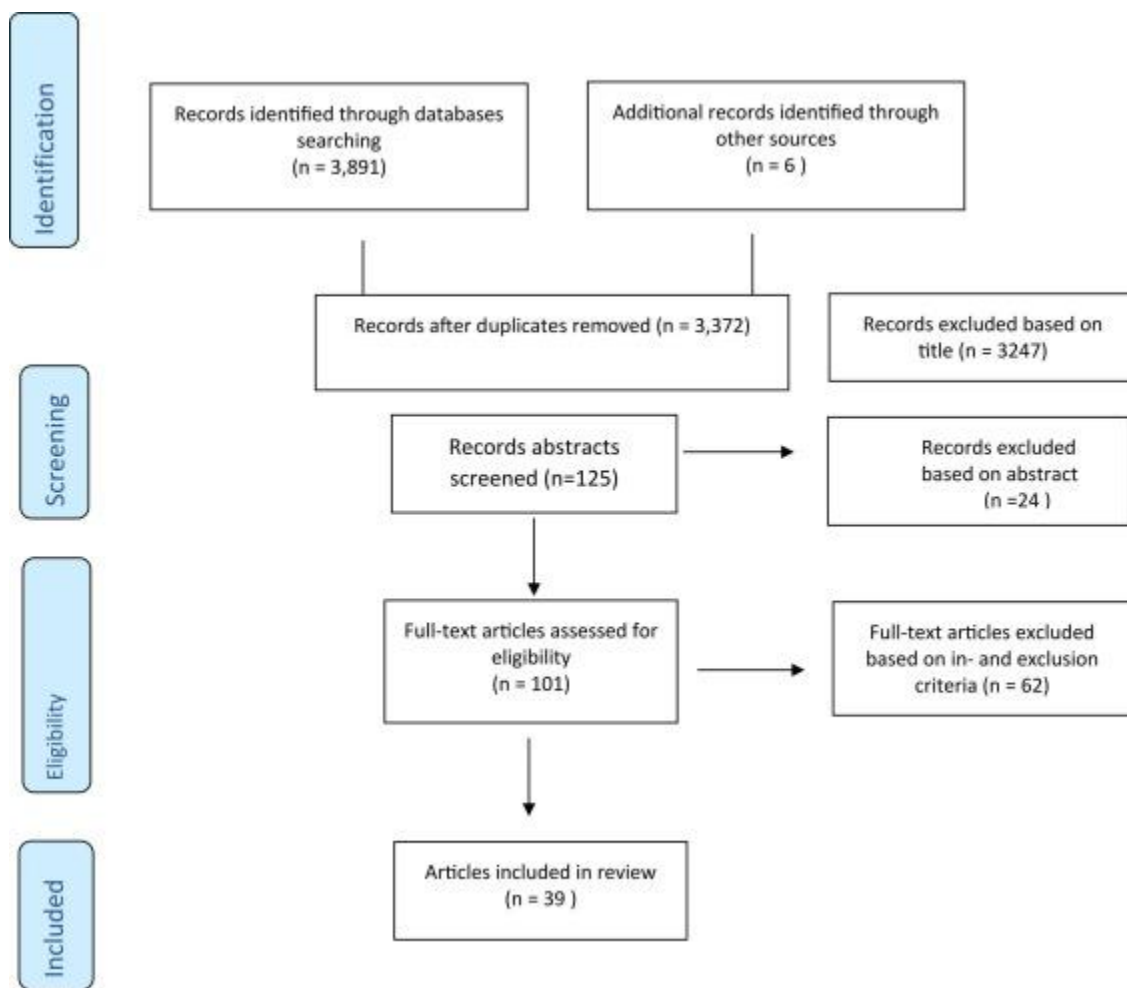 Identification
Records identified through databases
searching
(n = 3,891)
Additional records identified through
other sources
(n = 6 )
Records after duplicates removed (n = 3,372)
Records excluded based on
title (n = 3247)
Screening
Records abstracts
screened (n=125)
Records excluded
based on abstract
(n =24 )
Eligibility
Full-text articles assessed for
eligibility
(n = 101)
Full-text articles excluded
based on in- and exclusion
criteria (n = 62)
Included
Articles included in review
(n = 39 )